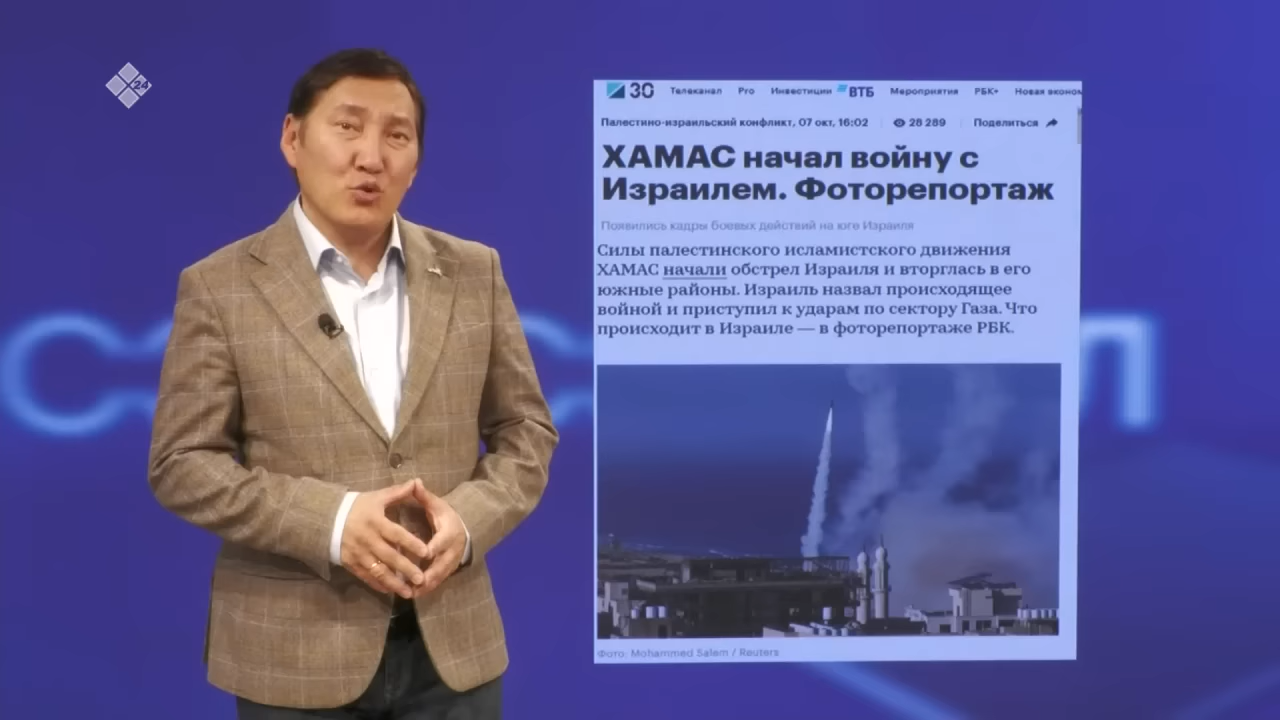 X24
30
Телеканал Pro Инвестиции ВТБ Мероприятия РБК+ Новая эконом
Палестино-израильский конфликт, 07 окт, 16:02 28 289 Поделиться
ХАМАС начал войну с
Израилем. Фоторепортаж
Появились кадры боевых действий на юге Израиля
Силы палестинского исламистского движения
ХАМАС начали обстрел Израиля и вторглась в его
южные районы. Израиль назвал происходящее
войной и приступил к ударам по сектору Газа. Что
происходит в Израиле — в фоторепортаже РБК.
Фото: Mohammed Salem / Reuters